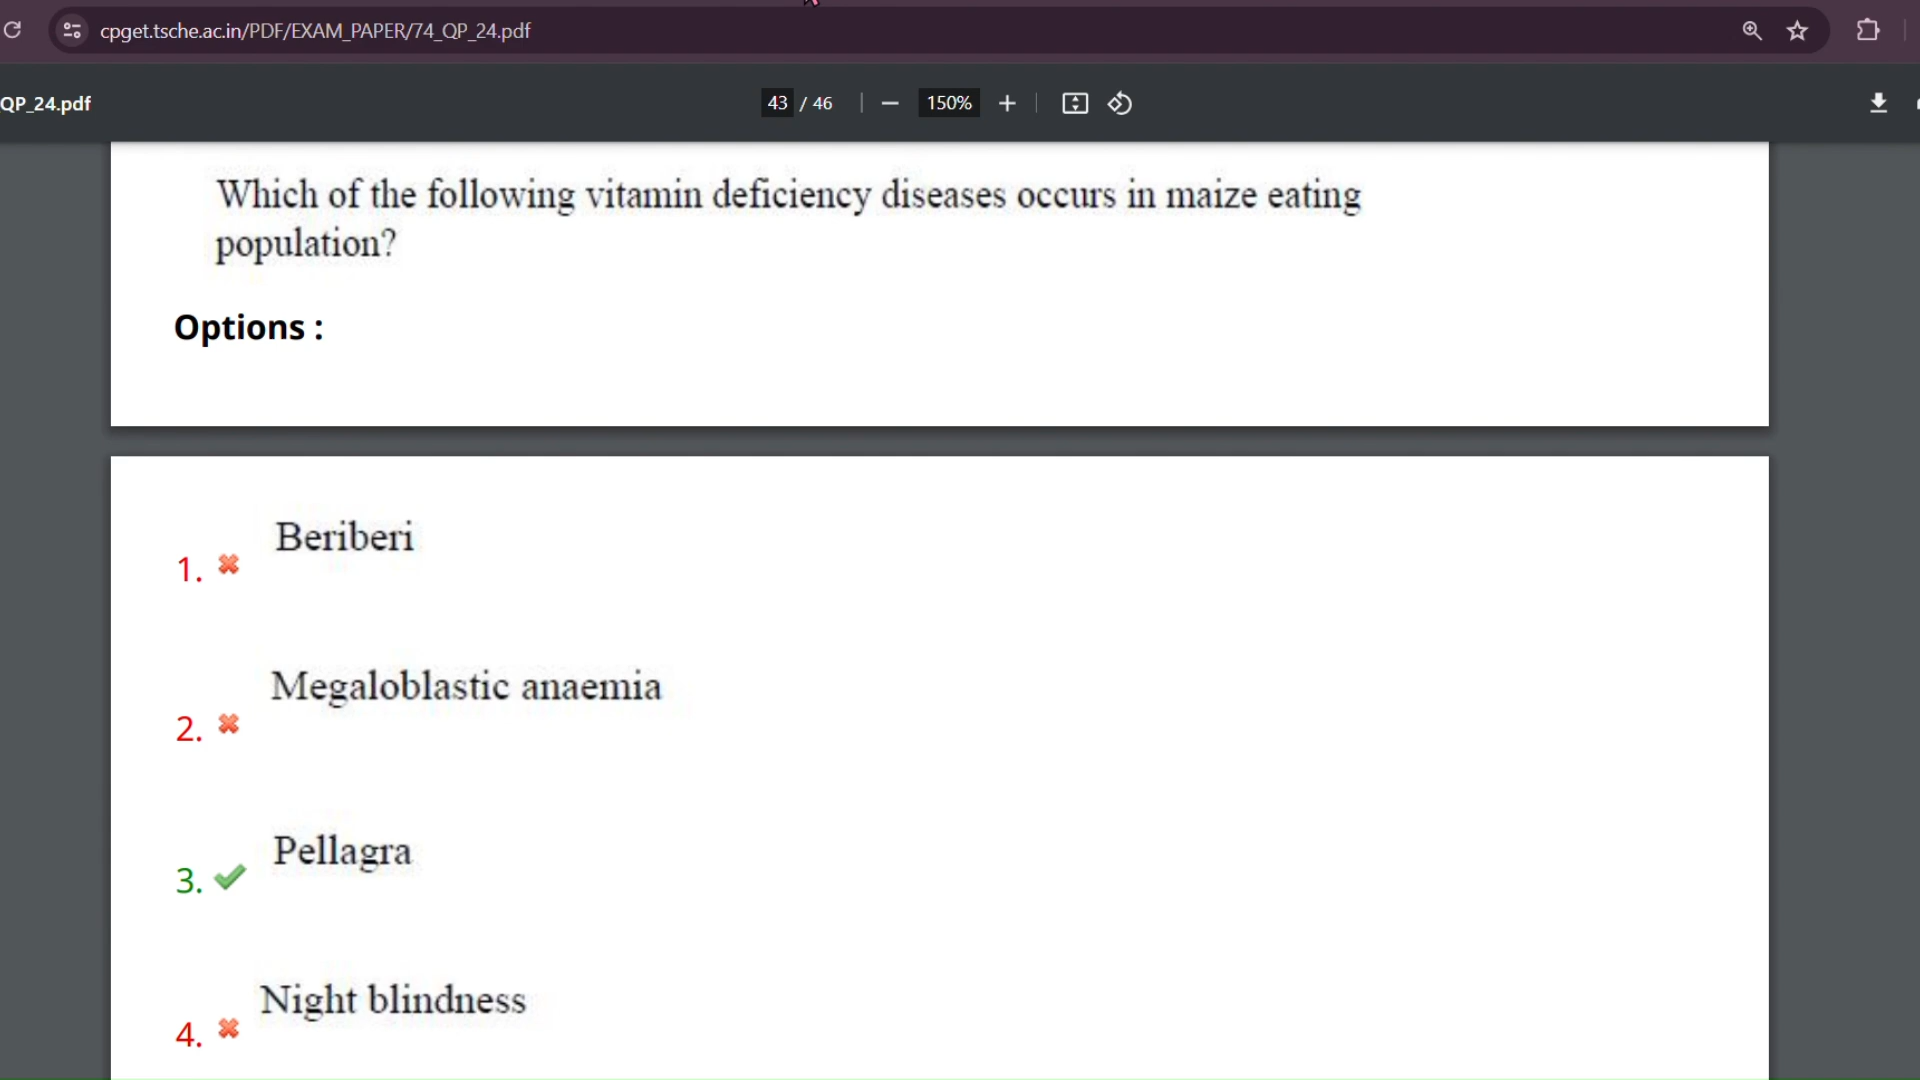 cpget.tsche.ac.in/PDF/EXAM_PAPER/74_QP_24.pdf
QP_24.pdf
43 / 46
150%
Which of the following vitamin deficiency diseases occurs in maize eating
population?
Options :
Beriberi
1.
Megaloblastic anaemia
2.
Pellagra
3.
Night blindness
4.